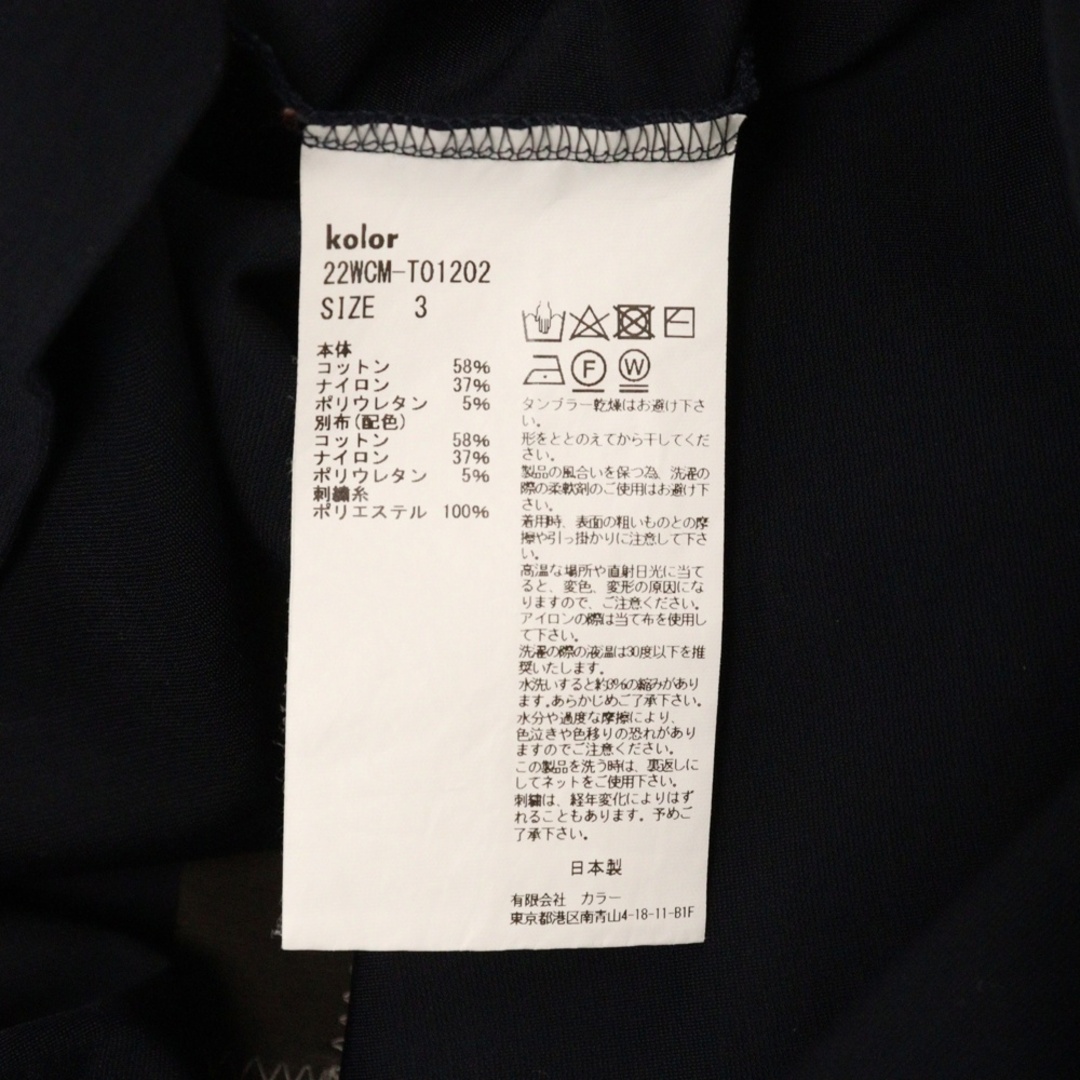 kolor
22WCM-T01202
SIZE 3
本体
コットン 58%
ナイロン 37%
ポリウレタン 5%
別布(配色)
コットン 58%
ナイロン 37%
ポリウレタン 5%
刺繍糸
ポリエステル 100%
F W
タンブラー乾燥はお避け下さ
い。
形をととのえてから干してくだ
さい。
製品の風合いを保つ為、洗濯の
際の柔軟剤のご使用はお避け下
さい。
着用時、表面の粗いものとの摩
擦や引っ掛かりに注意して下さ
い。
高温な場所や直射日光に当て
ると、変色、変形の原因にな
りますので、ご注意ください。
アイロンの際は当て布を使用し
て下さい。
洗濯の際の液温は30度以下を推
奨いたします。
水洗いすると約3%の縮みがあり
ます。あらかじめご了承下さい。
水分や過度な摩擦により、
色泣きや色移りの恐れがあり
ますのでご注意ください。
この製品を洗う時は、裏返しに
してネットをご使用下さい。
刺繍は、経年変化によりはず
れることもあります。予めご
了承下さい。
日本製
有限会社 カラー
東京都港区南青山4-18-11-B1F